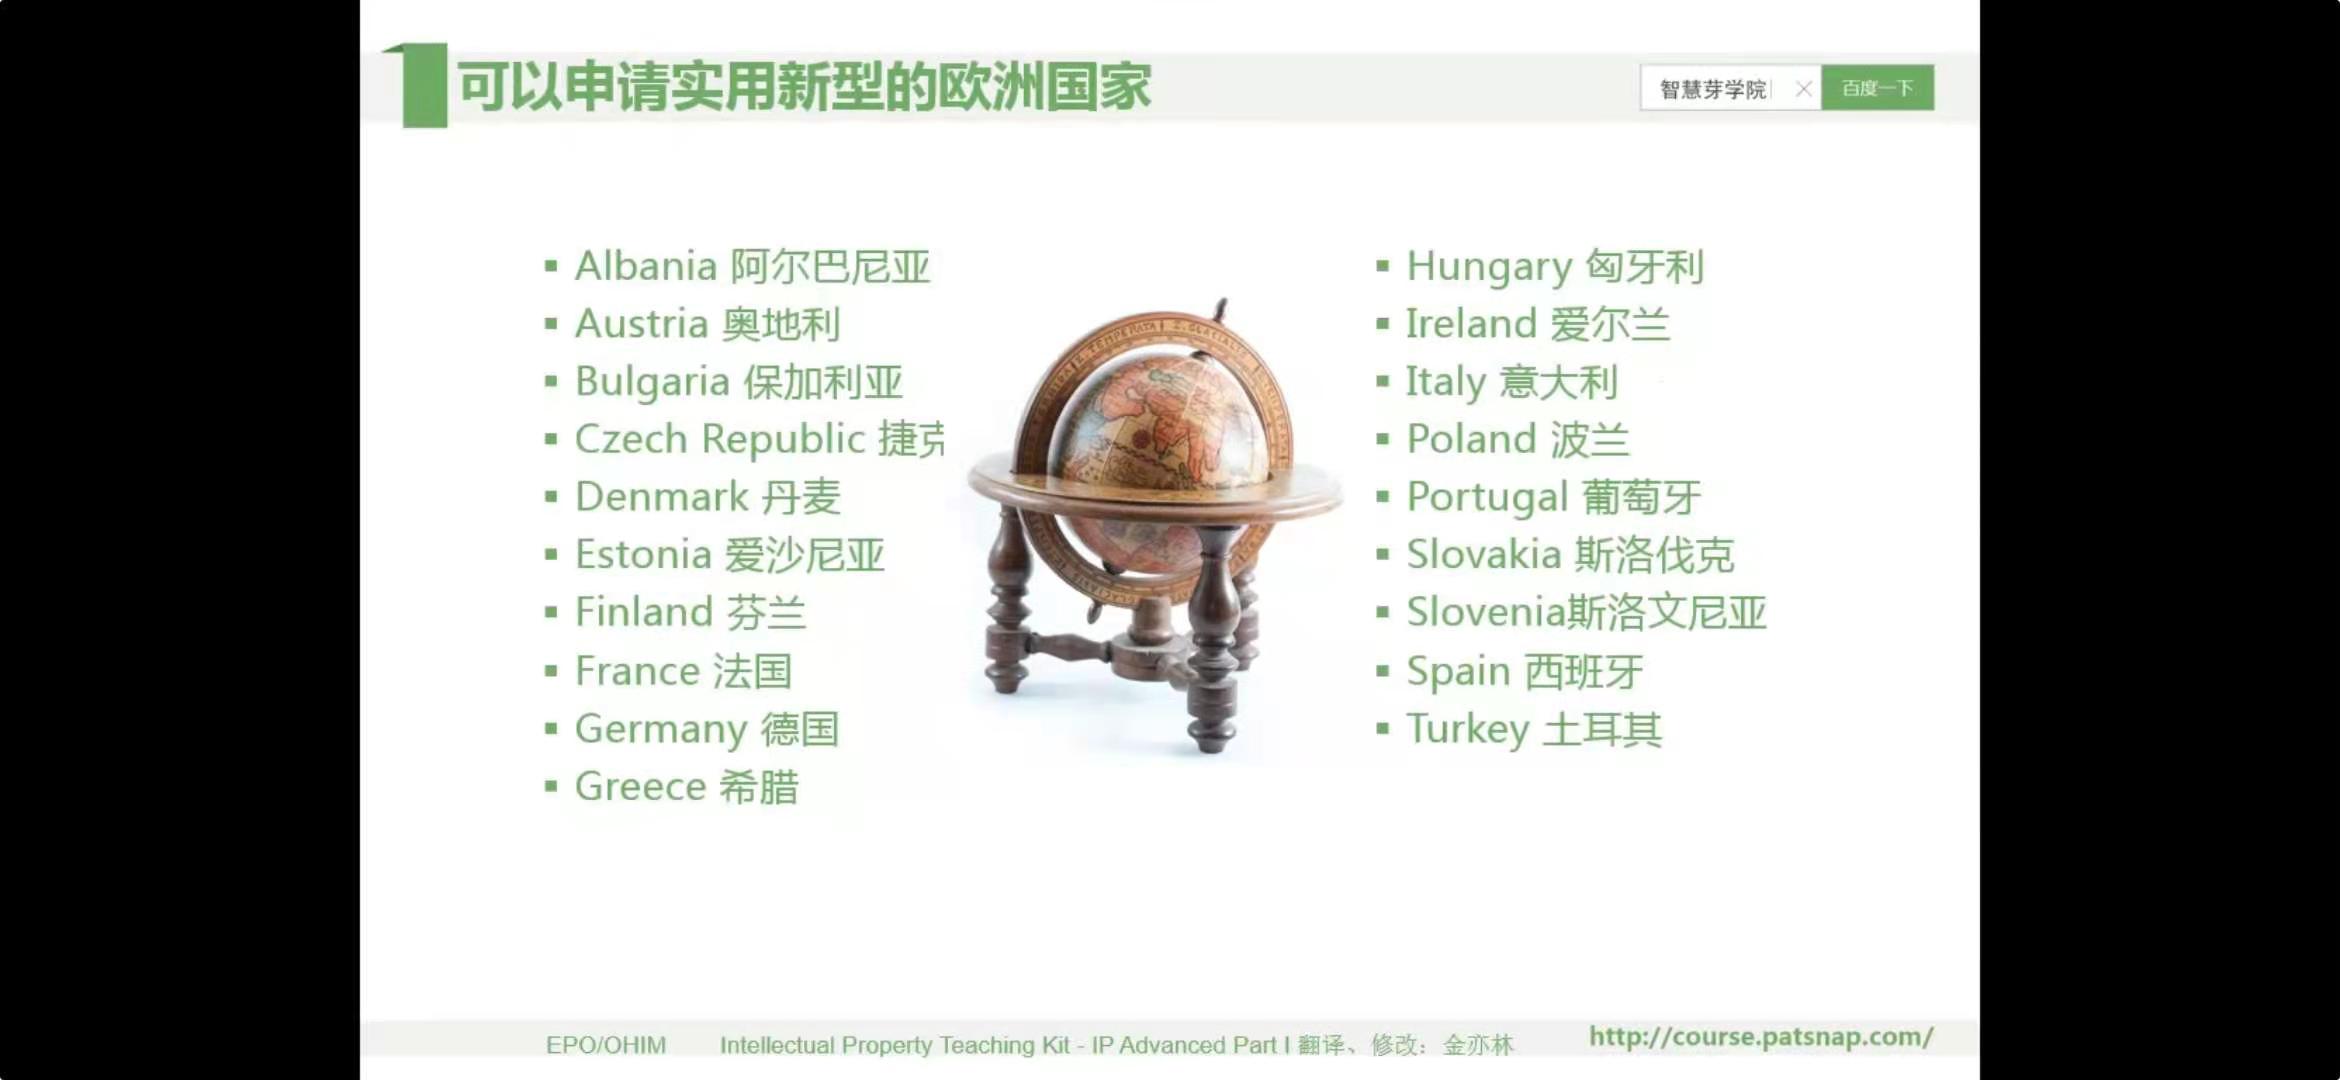 可以申请实用新型的欧洲国家
智慧芽学院
百度一下
▪ Albania 阿尔巴尼亚
▪ Austria 奥地利
▪ Bulgaria 保加利亚
▪ Czech Republic 捷克
▪ Denmark 丹麦
▪ Estonia 爱沙尼亚
▪ Finland 芬兰
▪ France 法国
▪ Germany 德国
▪ Greece 希腊
▪ Hungary 匈牙利
▪ Ireland 爱尔兰
▪ Italy 意大利
▪ Poland 波兰
▪ Portugal 葡萄牙
▪ Slovakia 斯洛伐克
▪ Slovenia斯洛文尼亚
▪ Spain 西班牙
▪ Turkey 土耳其
EPO/OHIM
Intellectual Property Teaching Kit - IP Advanced Part I 翻译、修改：金亦林
http://course.patsnap.com/